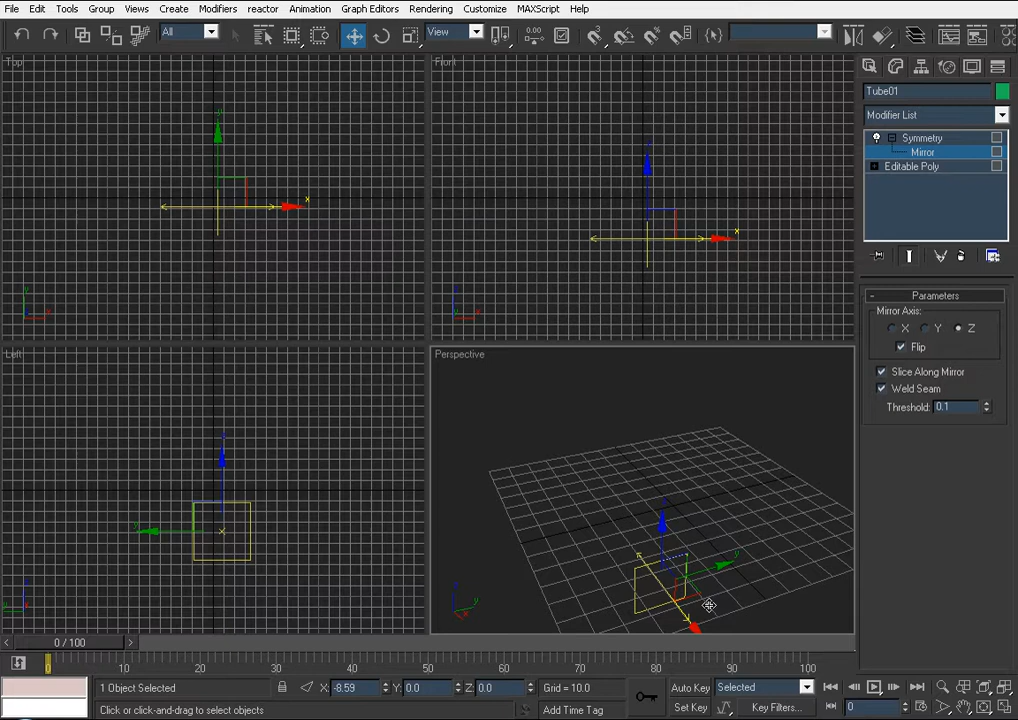 File Edit Tools Group Views Create Modifiers reactor Animation Graph Editors Rendering Customize MAXScript Help
All View 0.00
Top
Front
Tube01
Modifier List
Symmetry
Mirror
Editable Poly
Parameters
Mirror Axis:
X Y Z
Flip
Slice Along Mirror
Weld Seam
Threshold: 0.1
Left
Perspective
0 / 100
0 10 20 30 40 50 60 70 80 90 100
1 Object Selected X: -8.59 Y: 0.0 Z: 0.0 Grid = 10.0 Auto Key Selected
Click or click-and-drag to select objects Add Time Tag Set Key Key Filters... 0